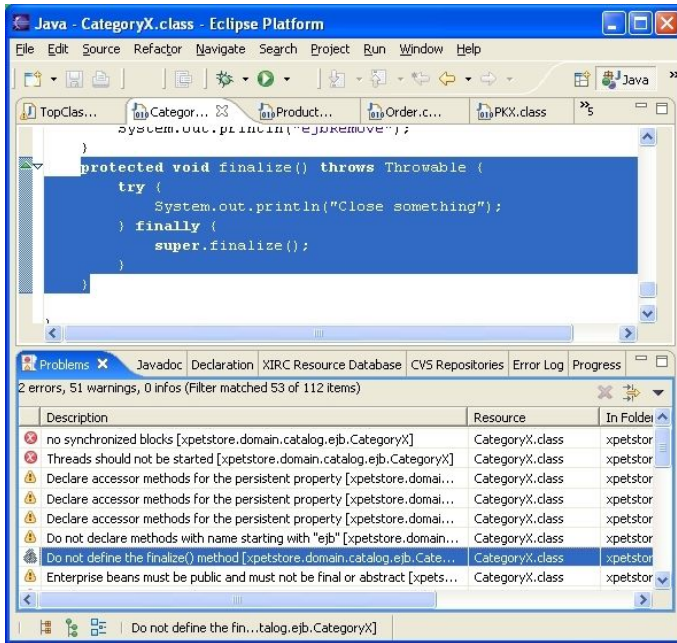 Java - CategoryX.class - Eclipse Platform
File Edit Source Refactor Navigate Search Project Run Window Help
Java »
TopClas... Categor... Product... Order.c... PKX.class »5
System.out.println("ejbRemove");
}
protected void finalize() throws Throwable {
try {
System.out.println("Close something");
} finally {
super.finalize();
}
}
Problems Javadoc Declaration XIRC Resource Database CVS Repositories Error Log Progress
2 errors, 51 warnings, 0 infos (Filter matched 53 of 112 items)
Description Resource In Folder
no synchronized blocks [xpetstore.domain.catalog.ejb.CategoryX] CategoryX.class xpetstor
Threads should not be started [xpetstore.domain.catalog.ejb.CategoryX] CategoryX.class xpetstor
Declare accessor methods for the persistent property [xpetstore.domai... CategoryX.class xpetstor
Declare accessor methods for the persistent property [xpetstore.domai... CategoryX.class xpetstor
Declare accessor methods for the persistent property [xpetstore.domai... CategoryX.class xpetstor
Do not declare methods with name starting with "ejb" [xpetstore.domain... CategoryX.class xpetstor
Do not define the finalize() method [xpetstore.domain.catalog.ejb.Cate... CategoryX.class xpetstor
Enterprise beans must be public and must not be final or abstract [xpets... CategoryX.class xpetstor
Do not define the fin...talog.ejb.CategoryX]